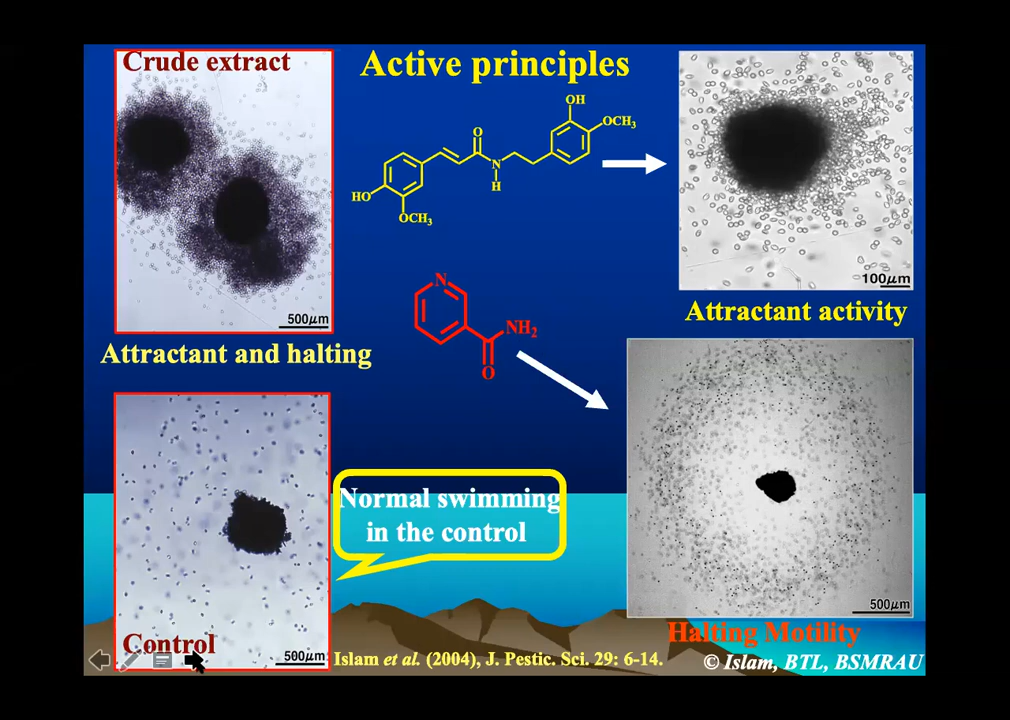 Crude extract
500μm
Attractant and halting
Active principles
OH
OCH3
O
N
H
HO
OCH3
100μm
Attractant activity
N
NH2
O
500μm
Halting Motility
Normal swimming
in the control
Control
500μm
Islam et al. (2004), J. Pestic. Sci. 29: 6-14.
© Islam, BTL, BSMRAU